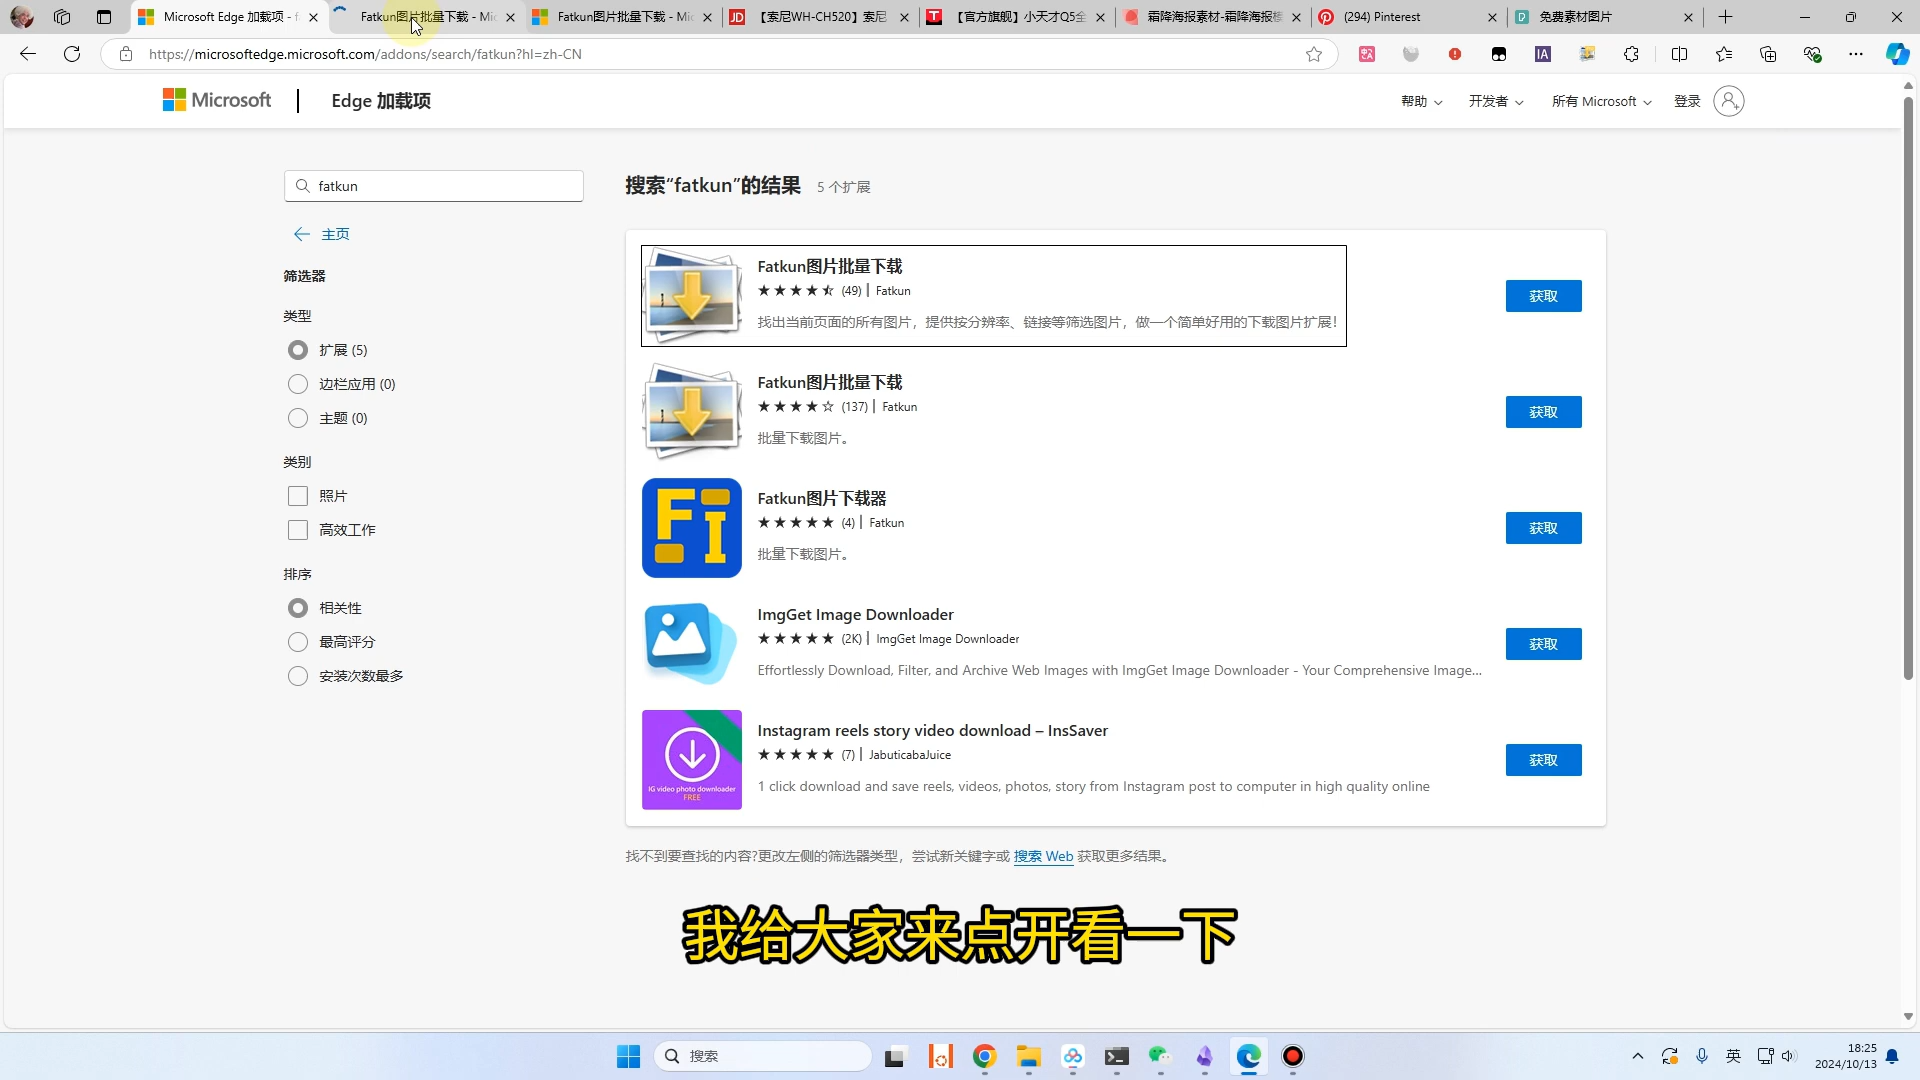 Microsoft Edge 加载项 - f
Fatkun图片批量下载 - Mic
Fatkun图片批量下载 - Mic
JD
【索尼WH-CH520】索尼
T
【官方旗舰】小天才Q5全
霜降海报素材-霜降海报模
(294) Pinterest
免费素材图片
https://microsoftedge.microsoft.com/addons/search/fatkun?hl=zh-CN
IA
Microsoft
Edge 加载项
帮助
开发者
所有 Microsoft
登录
fatkun
主页
筛选器
类型
扩展 (5)
边栏应用 (0)
主题 (0)
类别
照片
高效工作
排序
相关性
最高评分
安装次数最多
搜索“fatkun”的结果
5 个扩展
Fatkun图片批量下载
(49) | Fatkun
找出当前页面的所有图片，提供按分辨率、链接等筛选图片，做一个简单好用的下载图片扩展！
获取
Fatkun图片批量下载
(137) | Fatkun
批量下载图片。
获取
FI
Fatkun图片下载器
(4) | Fatkun
批量下载图片。
获取
ImgGet Image Downloader
(2K) | ImgGet Image Downloader
Effortlessly Download, Filter, and Archive Web Images with ImgGet Image Downloader - Your Comprehensive Image...
获取
IG video photo downloader
FREE
Instagram reels story video download – InsSaver
(7) | JabuticabaJuice
1 click download and save reels, videos, photos, story from Instagram post to computer in high quality online
获取
找不到要查找的内容?更改左侧的筛选器类型，尝试新关键字或 搜索 Web 获取更多结果。
我给大家来点开看一下
搜索
英
18:25
2024/10/13